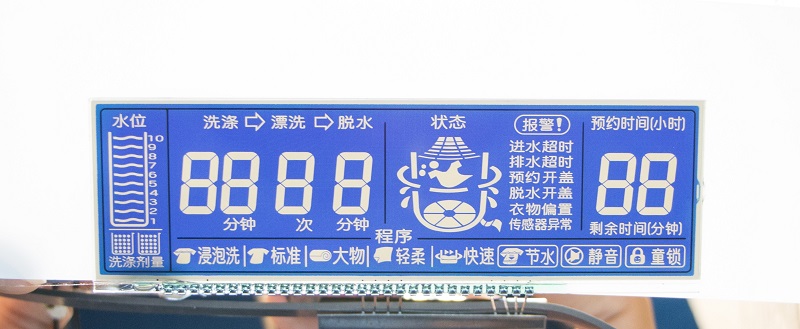 水位
10
9
8
7
6
5
4
3
2
1
洗涤剂量
洗涤 ⇨ 漂洗 ⇨ 脱水
88 8 8
分钟 次 分钟
状态
报警!
进水超时
排水超时
预约开盖
脱水开盖
衣物偏置
传感器异常
预约时间(小时)
88
剩余时间(分钟)
程序
浸泡洗 标准 大物 轻柔 快速 节水 静音 童锁